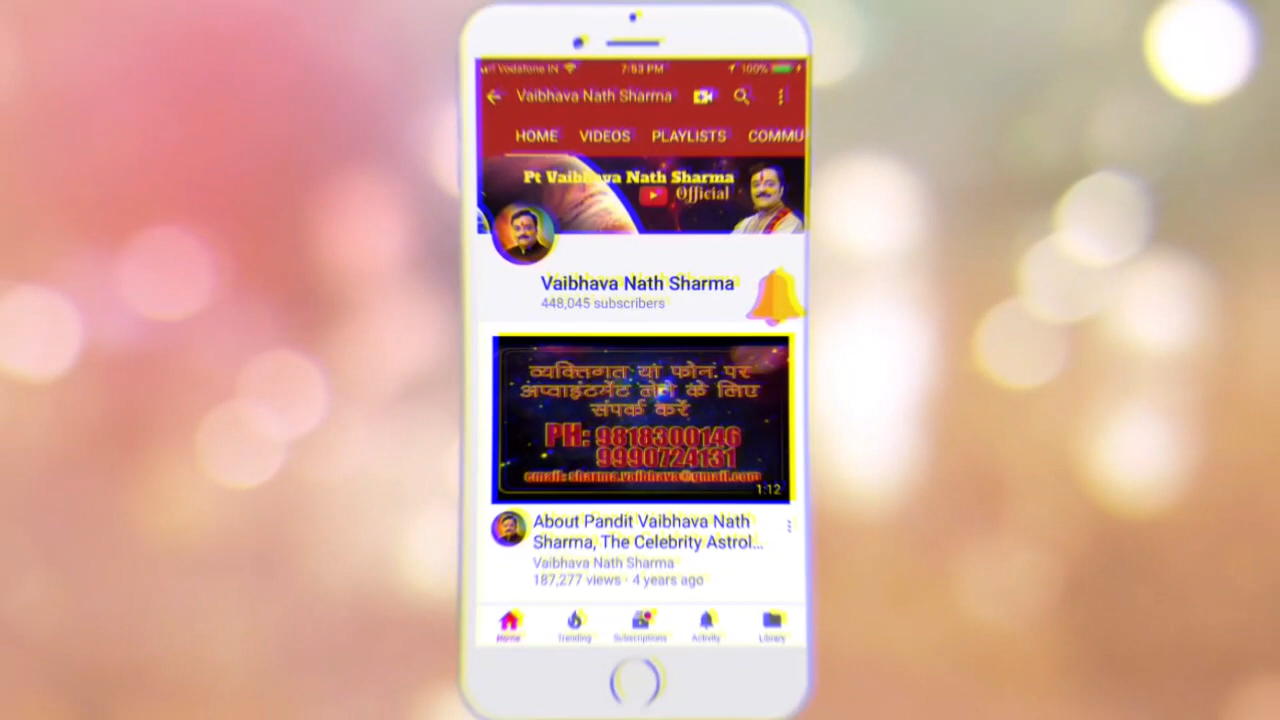 Vodafone IN
7:53 PM
100%
Vaibhava Nath Sharma
HOME VIDEOS PLAYLISTS COMMU
Pt Vaibhava Nath Sharma
Official
Vaibhava Nath Sharma
448,045 subscribers
व्यक्तिगत या फोन पर
अप्वाइंटमेंट लेने के लिए
संपर्क करें
PH: 9818300146
9990724131
email: sharma.vaibhava@gmail.com
1:12
About Pandit Vaibhava Nath
Sharma, The Celebrity Astrol...
Vaibhava Nath Sharma
187,277 views · 4 years ago
Home Trending Subscriptions Activity Library